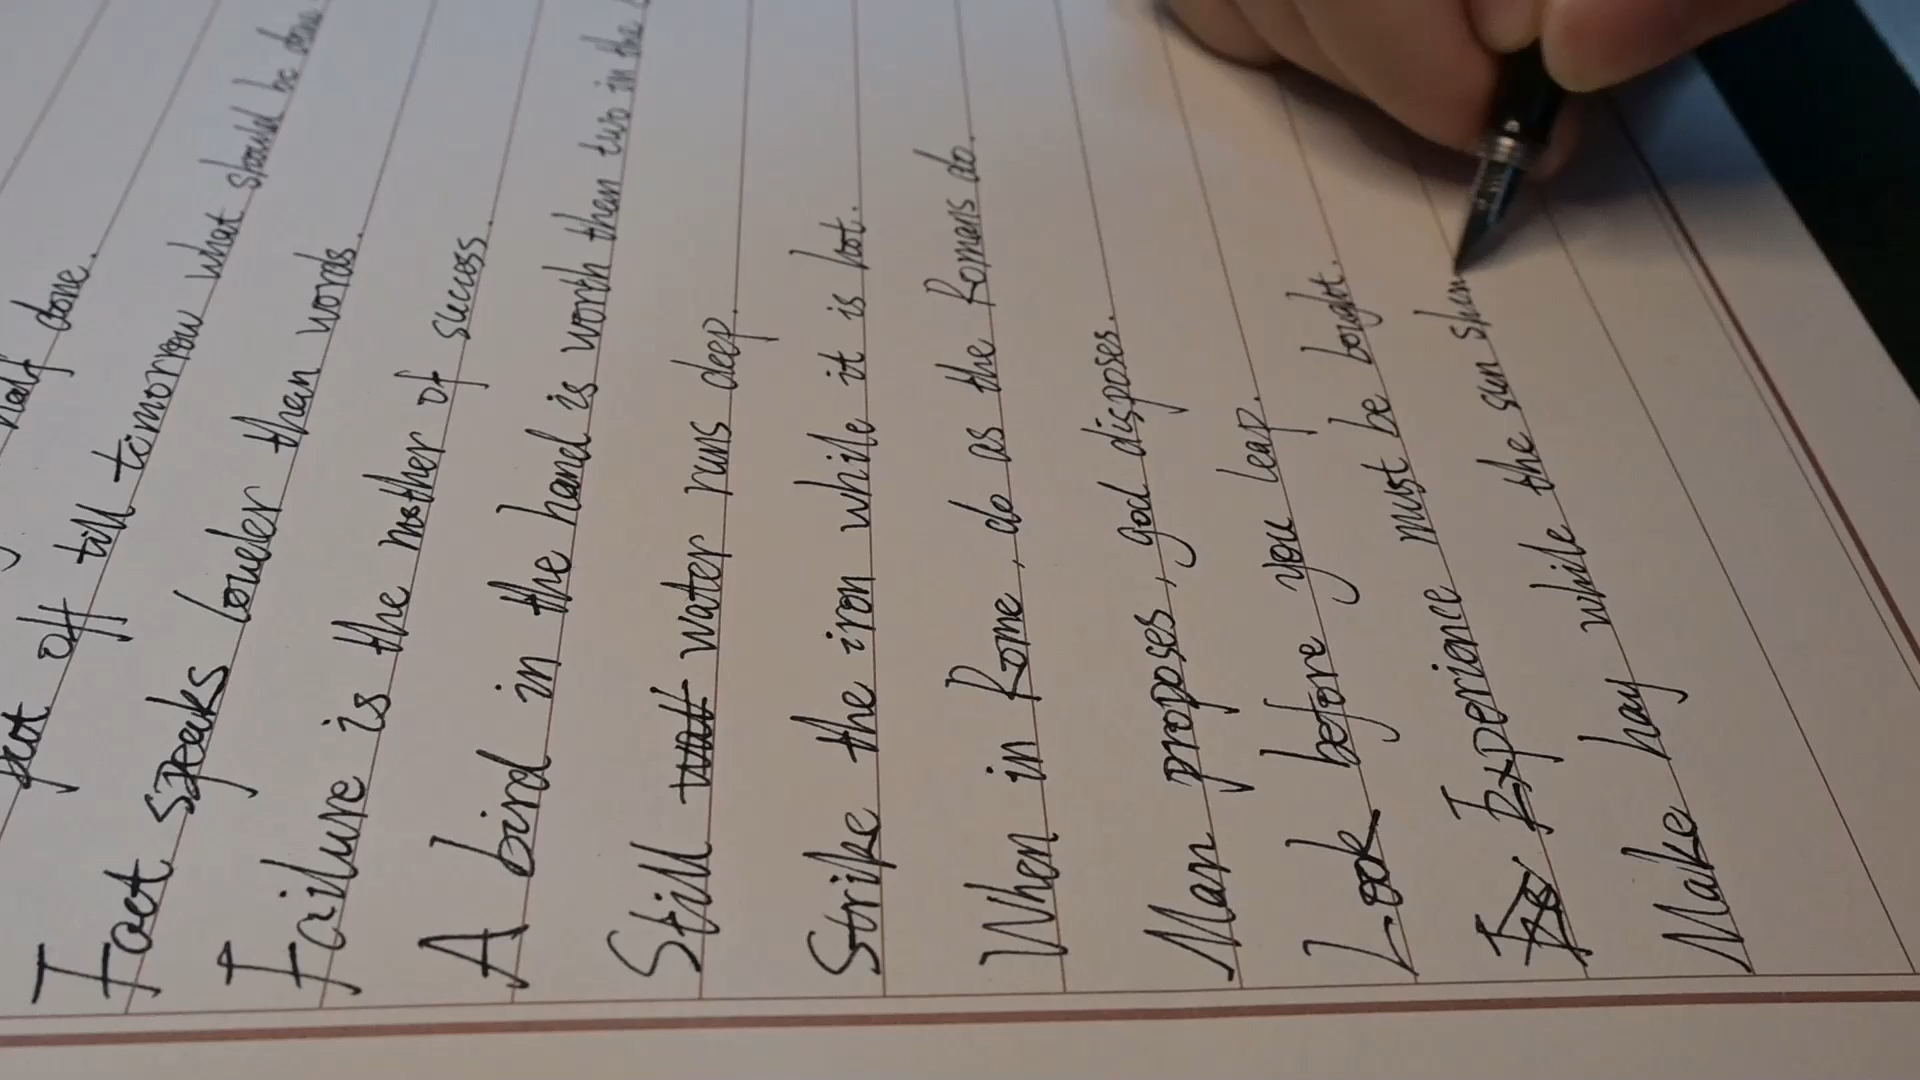 half done.
put off till tomorrow what should be done
Fact speaks louder then words.
Failure is the mother of success.
A bird in the hand is worth then two in the
Still water runs deep.
Strike the iron while it is hot.
When in Rome, do as the Romans do.
Man proposes, god disposes.
Look before you leap.
Experience must be bought.
Make hay while the sun shen